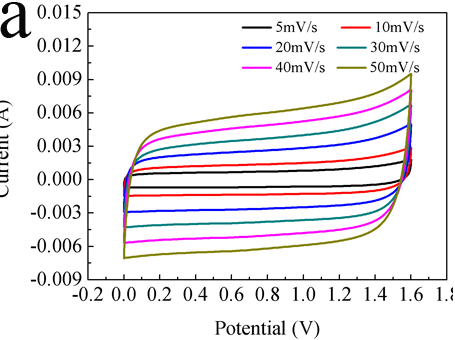 a
0.015
0.012
0.009
0.006
0.003
0.000
-0.003
-0.006
-0.009
Current (A)
5mV/s 10mV/s
20mV/s 30mV/s
40mV/s 50mV/s
-0.2 0.0 0.2 0.4 0.6 0.8 1.0 1.2 1.4 1.6 1.8
Potential (V)